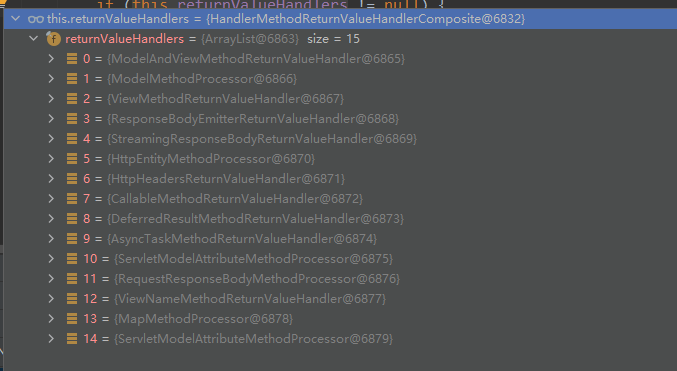 if (this.returnValueHandlers != null) {
this.returnValueHandlers = {HandlerMethodReturnValueHandlerComposite@6832}
f returnValueHandlers = {ArrayList@6863} size = 15
0 = {ModelAndViewMethodReturnValueHandler@6865}
1 = {ModelMethodProcessor@6866}
2 = {ViewMethodReturnValueHandler@6867}
3 = {ResponseBodyEmitterReturnValueHandler@6868}
4 = {StreamingResponseBodyReturnValueHandler@6869}
5 = {HttpEntityMethodProcessor@6870}
6 = {HttpHeadersReturnValueHandler@6871}
7 = {CallableMethodReturnValueHandler@6872}
8 = {DeferredResultMethodReturnValueHandler@6873}
9 = {AsyncTaskMethodReturnValueHandler@6874}
10 = {ServletModelAttributeMethodProcessor@6875}
11 = {RequestResponseBodyMethodProcessor@6876}
12 = {ViewNameMethodReturnValueHandler@6877}
13 = {MapMethodProcessor@6878}
14 = {ServletModelAttributeMethodProcessor@6879}